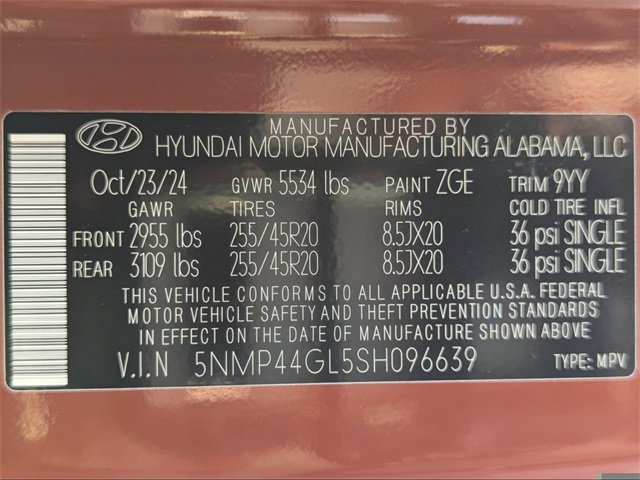 MANUFACTURED BY
HYUNDAI MOTOR MANUFACTURING ALABAMA, LLC
Oct/23/24 GVWR 5534 lbs PAINT ZGE TRIM 9YY
GAWR TIRES RIMS COLD TIRE INFL
FRONT 2955 lbs 255/45R20 8.5JX20 36 psi SINGLE
REAR 3109 lbs 255/45R20 8.5JX20 36 psi SINGLE
THIS VEHICLE CONFORMS TO ALL APPLICABLE U.S.A. FEDERAL
MOTOR VEHICLE SAFETY AND THEFT PREVENTION STANDARDS
IN EFFECT ON THE DATE OF MANUFACTURE SHOWN ABOVE
V.I.N 5NMP44GL5SH096639 TYPE: MPV